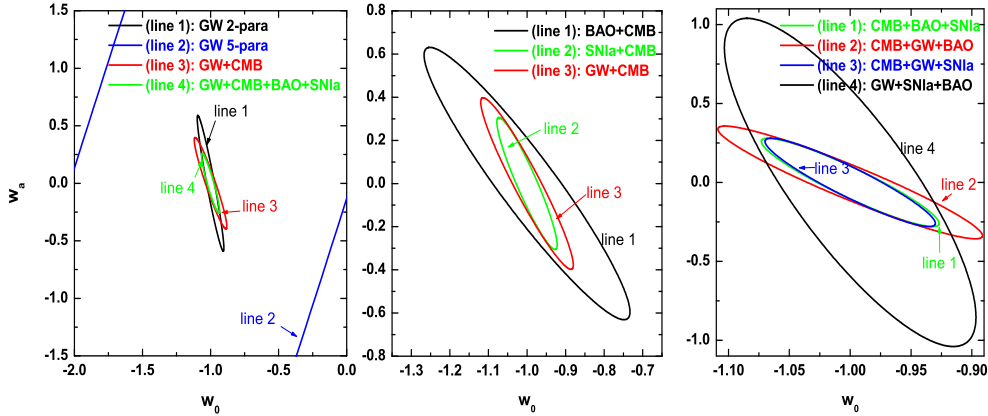 (line 1): GW 2-para
(line 2): GW 5-para
(line 3): GW+CMB
(line 4): GW+CMB+BAO+SNIa
line 1
line 4
line 3
line 2
1.5
1.0
0.5
0.0
-0.5
-1.0
-1.5
wa
-2.0 -1.5 -1.0 -0.5 0.0
w0
(line 1): BAO+CMB
(line 2): SNIa+CMB
(line 3): GW+CMB
line 2
line 3
line 1
0.8
0.6
0.4
0.2
0.0
-0.2
-0.4
-0.6
-0.8
-1.3 -1.2 -1.1 -1.0 -0.9 -0.8 -0.7
w0
(line 1): CMB+BAO+SNIa
(line 2): CMB+GW+BAO
(line 3): CMB+GW+SNIa
(line 4): GW+SNIa+BAO
line 4
line 3
line 2
line 1
1.0
0.5
0.0
-0.5
-1.0
-1.10 -1.05 -1.00 -0.95 -0.90
w0